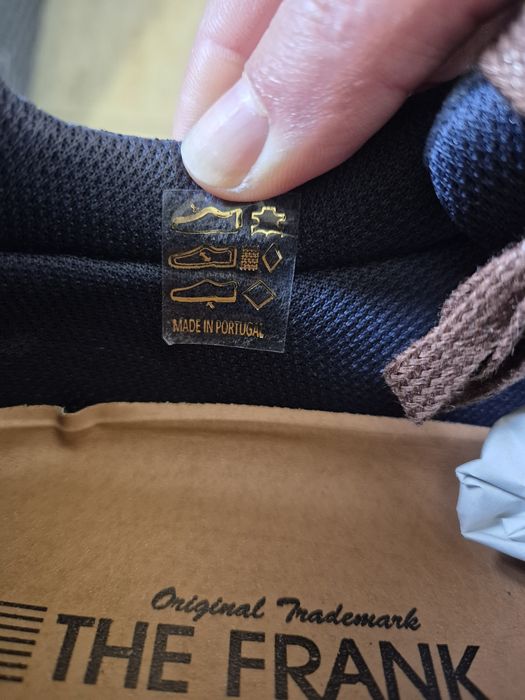 MADE IN PORTUGAL
Original Trademark
THE FRANK